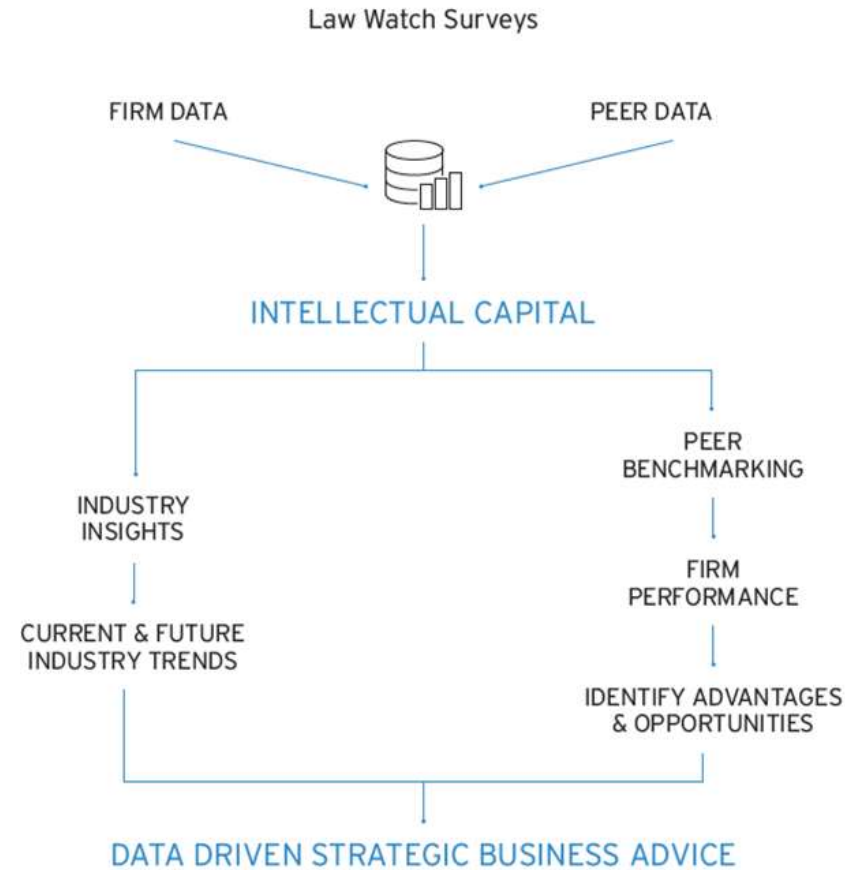 Law Watch Surveys
FIRM DATA
PEER DATA
INTELLECTUAL CAPITAL
INDUSTRY
INSIGHTS
CURRENT & FUTURE
INDUSTRY TRENDS
PEER
BENCHMARKING
FIRM
PERFORMANCE
IDENTIFY ADVANTAGES
& OPPORTUNITIES
DATA DRIVEN STRATEGIC BUSINESS ADVICE